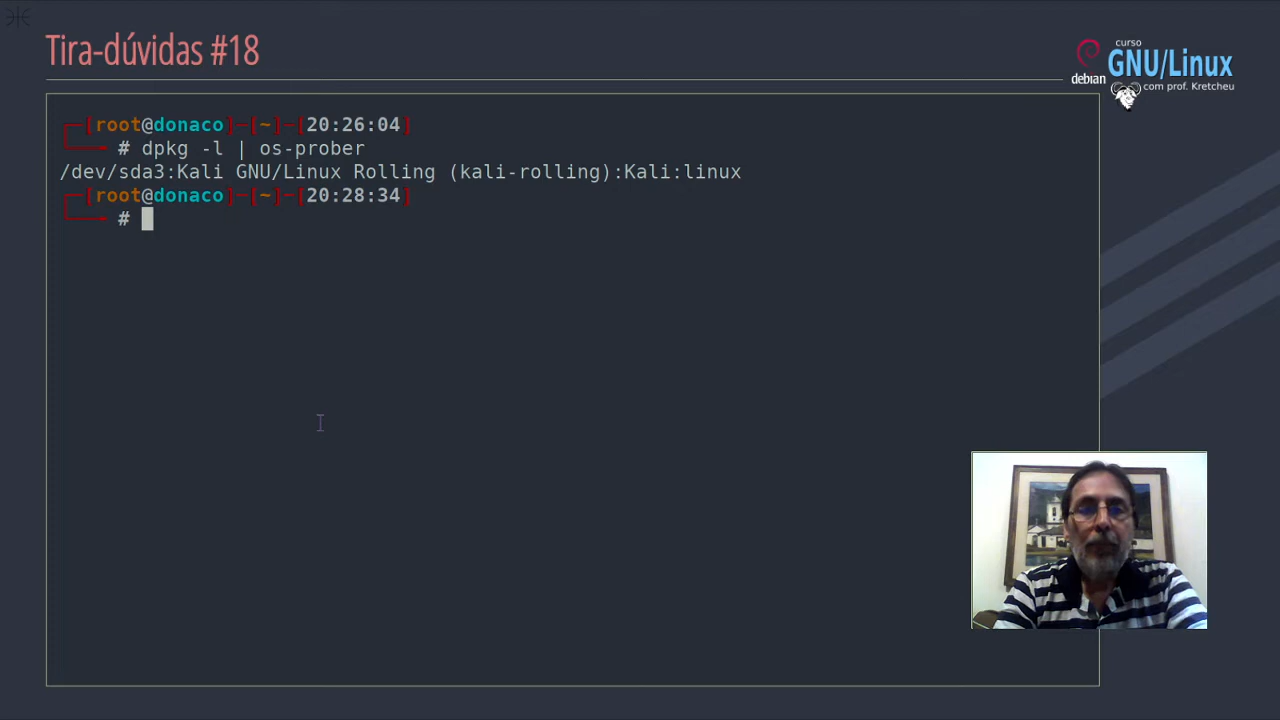 Tira-dúvidas #18
curso
GNU/Linux
debian
com prof. Kretcheu
[root@donaco]-[~]-[20:26:04]
# dpkg -l | os-prober
/dev/sda3:Kali GNU/Linux Rolling (kali-rolling):Kali:linux
[root@donaco]-[~]-[20:28:34]
#